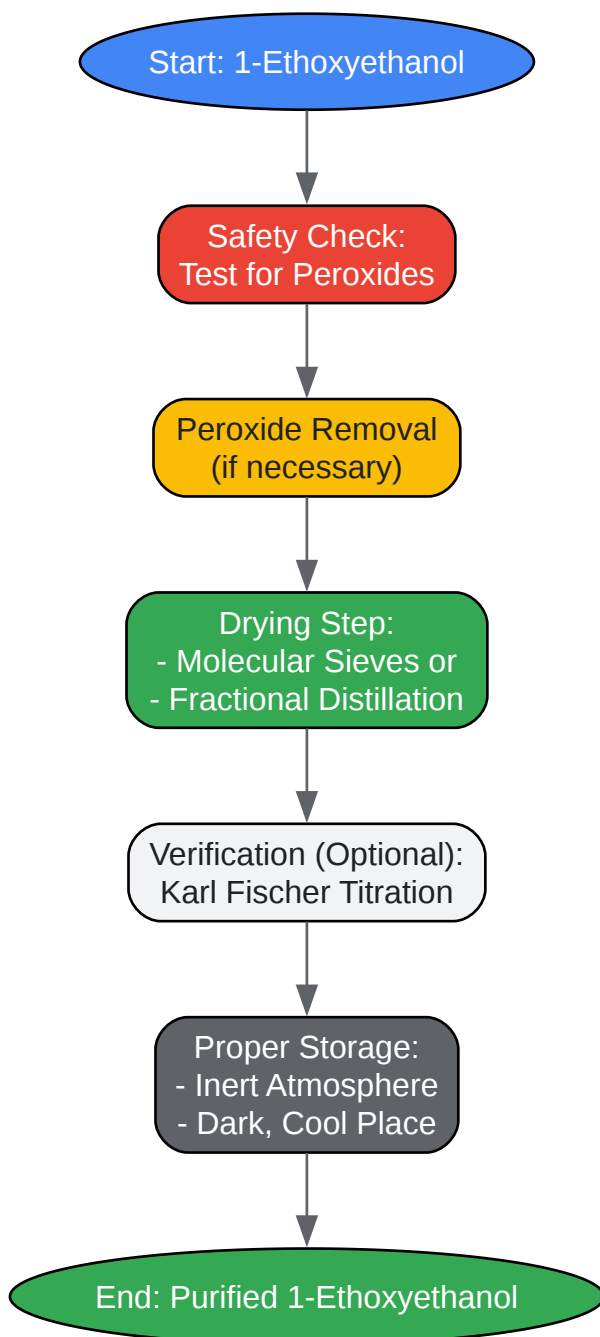 Start: 1-Ethoxyethanol
Safety Check:
Test for Peroxides
Peroxide Removal
(if necessary)
Drying Step:
- Molecular Sieves or
- Fractional Distillation
Verification (Optional):
Karl Fischer Titration
Proper Storage:
- Inert Atmosphere
- Dark, Cool Place
End: Purified 1-Ethoxyethanol